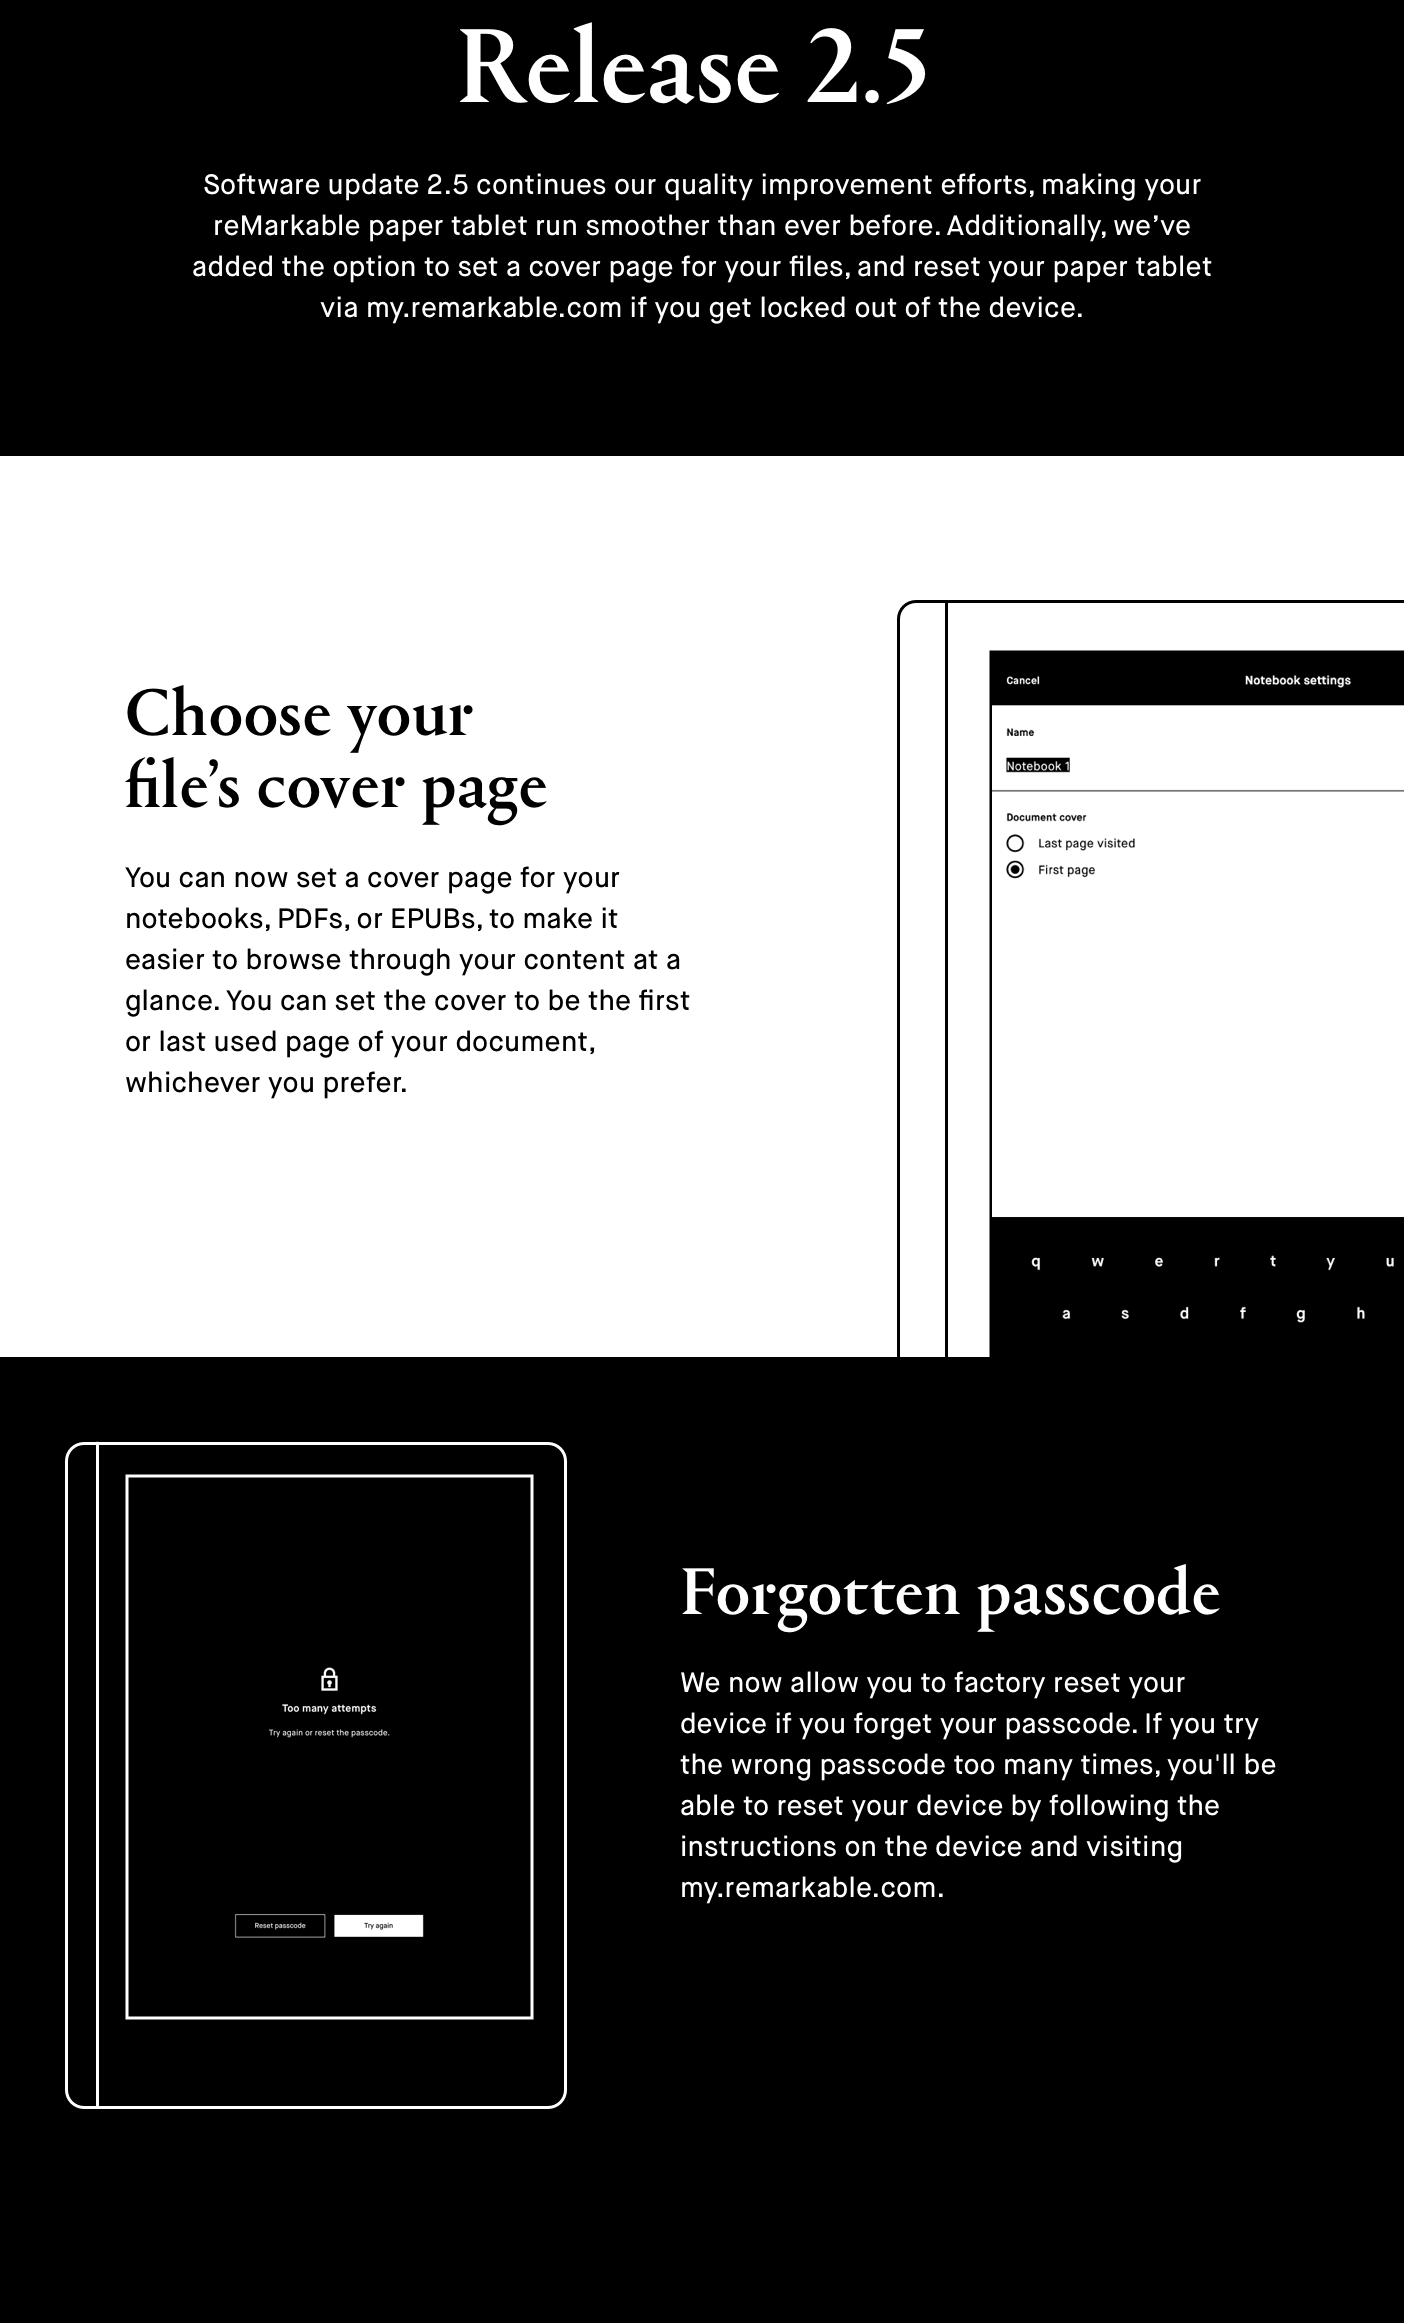 Release 2.5
Software update 2.5 continues our quality improvement efforts, making your
reMarkable paper tablet run smoother than ever before. Additionally, we’ve
added the option to set a cover page for your files, and reset your paper tablet
via my.remarkable.com if you get locked out of the device.
Choose your
file’s cover page
You can now set a cover page for your
notebooks, PDFs, or EPUBs, to make it
easier to browse through your content at a
glance. You can set the cover to be the first
or last used page of your document,
whichever you prefer.
Cancel Notebook settings
Name
Notebook 1
Document cover
Last page visited
First page
q w e r t y u
a s d f g h
Too many attempts
Try again or reset the passcode.
Reset passcode Try again
Forgotten passcode
We now allow you to factory reset your
device if you forget your passcode. If you try
the wrong passcode too many times, you'll be
able to reset your device by following the
instructions on the device and visiting
my.remarkable.com.